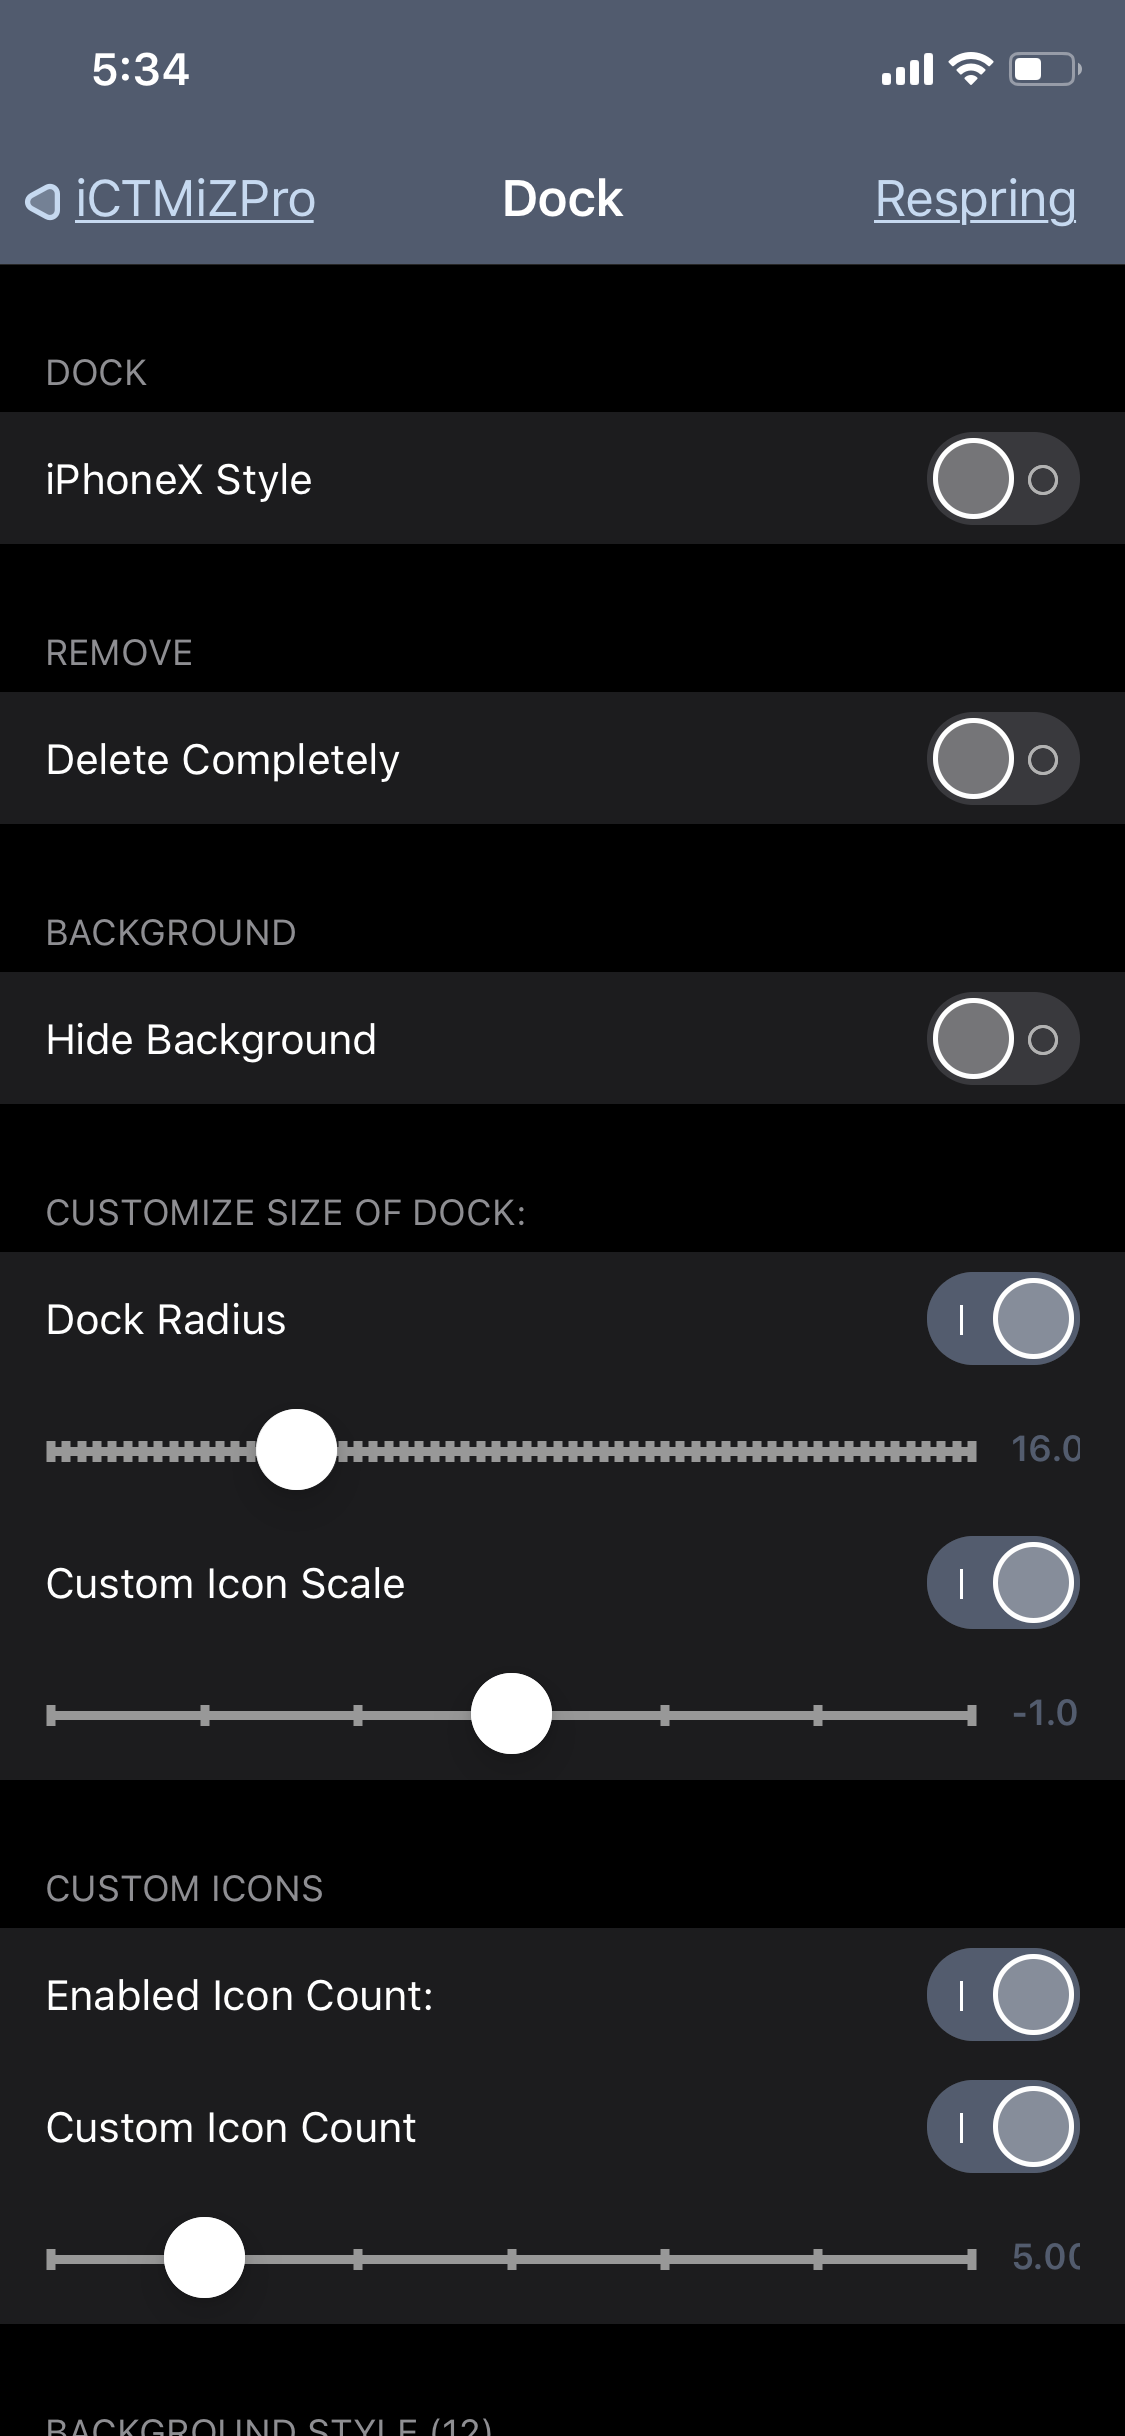 5:34
iCTMiZPro Dock Respring
DOCK
iPhoneX Style
REMOVE
Delete Completely
BACKGROUND
Hide Background
CUSTOMIZE SIZE OF DOCK:
Dock Radius
16.0
Custom Icon Scale
-1.0
CUSTOM ICONS
Enabled Icon Count:
Custom Icon Count
5.00
BACKGROUND STYLE (12)